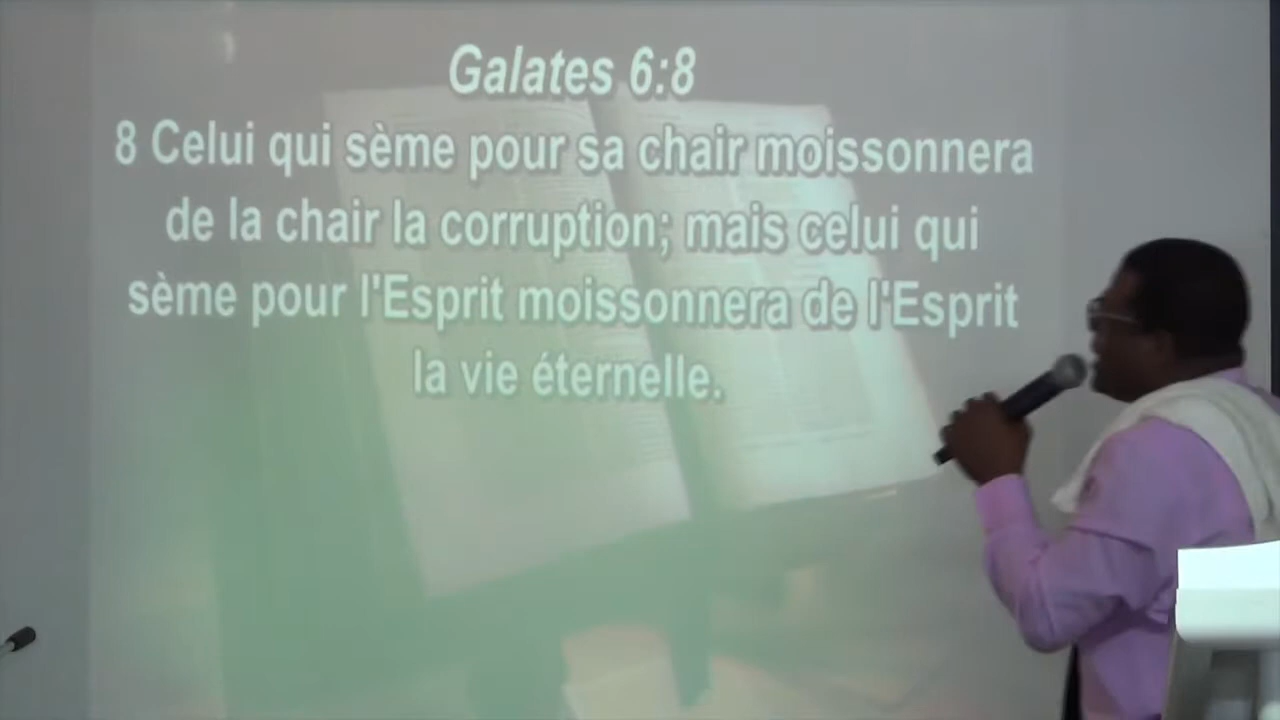 Galates 6:8
8 Celui qui sème pour sa chair moissonnera
de la chair la corruption; mais celui qui
sème pour l'Esprit moissonnera de l'Esprit
la vie éternelle.